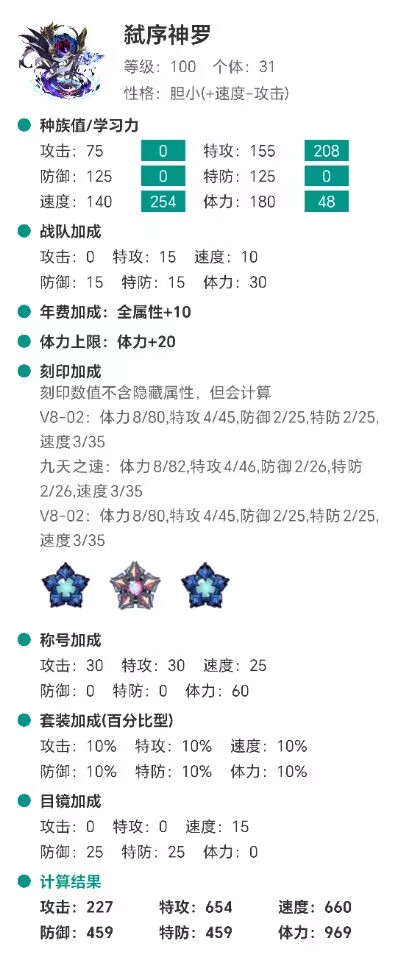 弑序神罗
等级：100 个体：31
性格：胆小(+速度-攻击)
种族值/学习力
攻击：75 0 特攻：155 208
防御：125 0 特防：125 0
速度：140 254 体力：180 48
战队加成
攻击：0 特攻：15 速度：10
防御：15 特防：15 体力：30
年费加成：全属性+10
体力上限：体力+20
刻印加成
刻印数值不含隐藏属性，但会计算
V8-02：体力8/80,特攻4/45,防御2/25,特防2/25,
速度3/35
九天之速：体力8/82,特攻4/46,防御2/26,特防
2/26,速度3/35
V8-02：体力8/80,特攻4/45,防御2/25,特防2/25,
速度3/35
称号加成
攻击：30 特攻：30 速度：25
防御：0 特防：0 体力：60
套装加成(百分比型)
攻击：10% 特攻：10% 速度：10%
防御：10% 特防：10% 体力：10%
目镜加成
攻击：0 特攻：0 速度：15
防御：25 特防：25 体力：0
计算结果
攻击：227 特攻：654 速度：660
防御：459 特防：459 体力：969